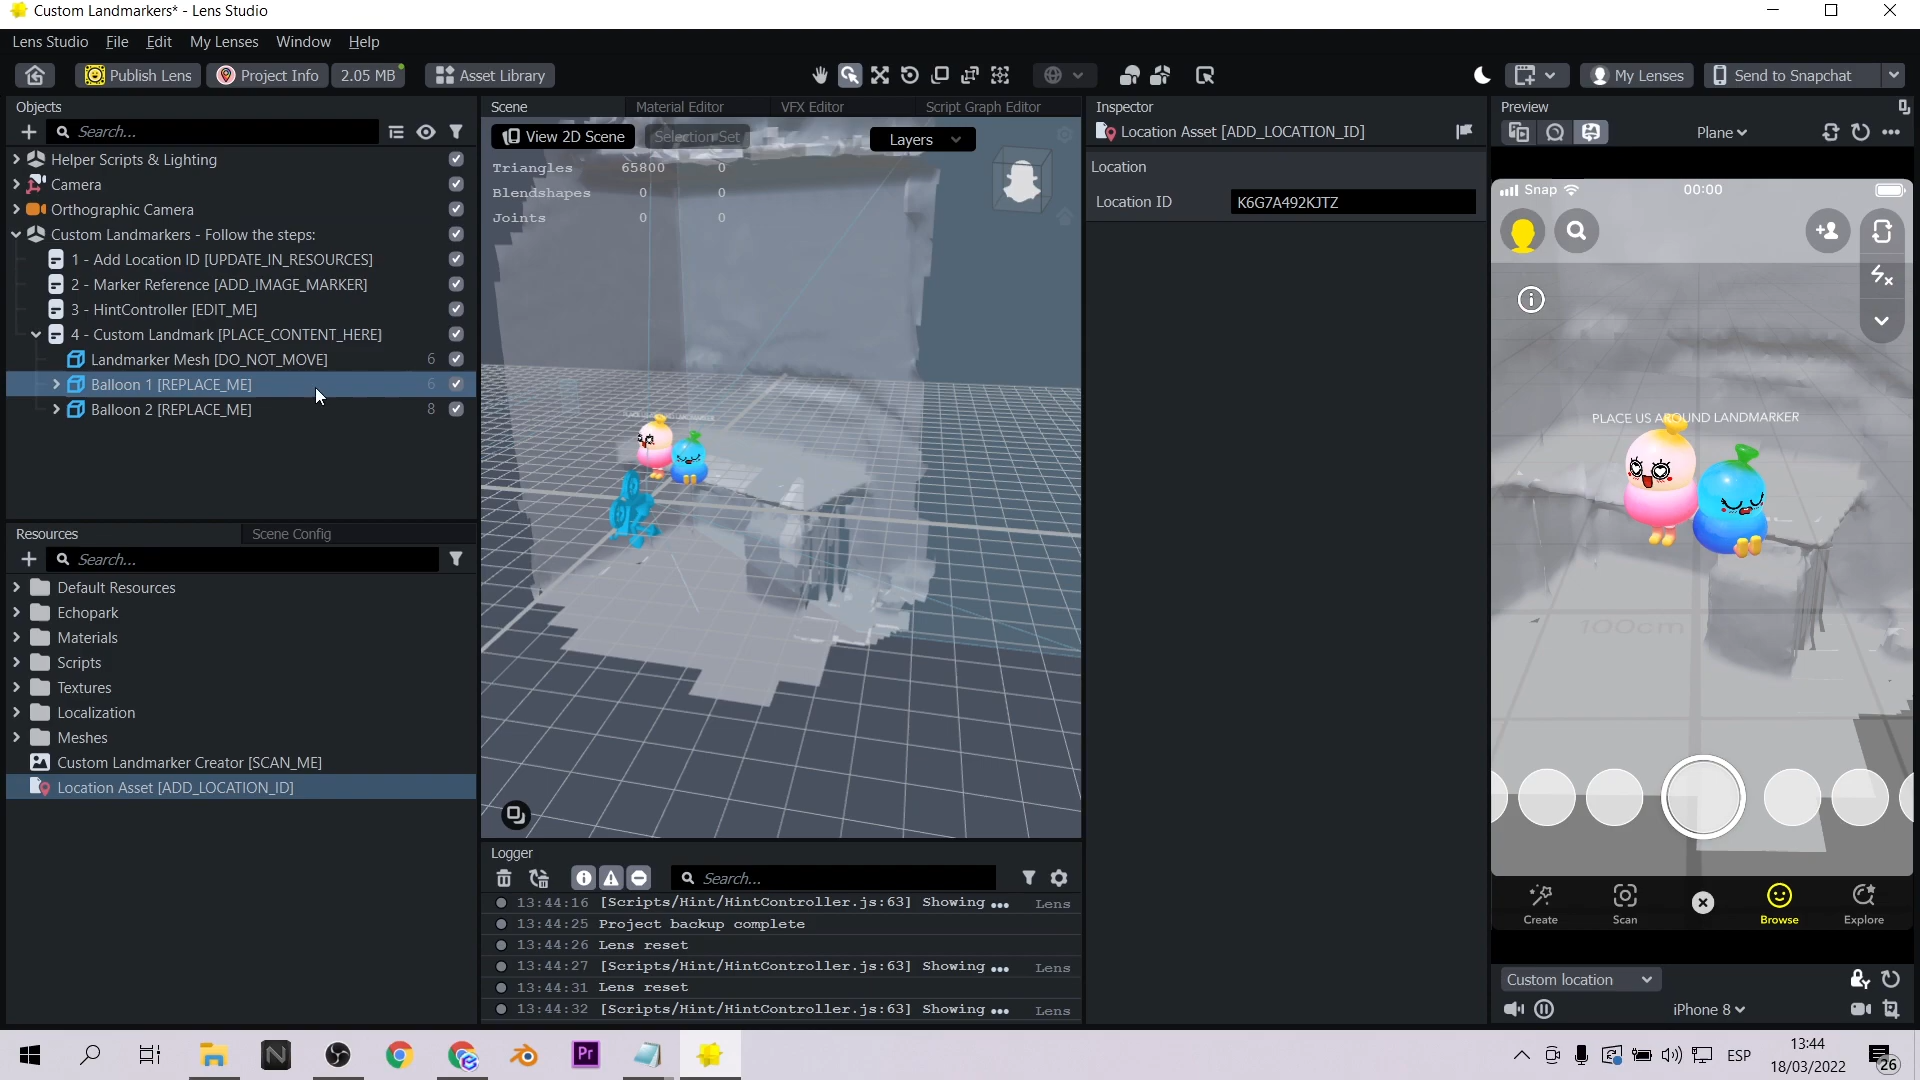 Custom Landmarkers* - Lens Studio
Lens Studio File Edit My Lenses Window Help
Publish Lens Project Info 2.05 MB Asset Library My Lenses Send to Snapchat
Objects
Search...
Helper Scripts & Lighting
Camera
Orthographic Camera
Custom Landmarkers - Follow the steps:
1 - Add Location ID [UPDATE_IN_RESOURCES]
2 - Marker Reference [ADD_IMAGE_MARKER]
3 - HintController [EDIT_ME]
4 - Custom Landmark [PLACE_CONTENT_HERE]
Landmarker Mesh [DO_NOT_MOVE] 6
Balloon 1 [REPLACE_ME] 6
Balloon 2 [REPLACE_ME] 8
Resources Scene Config
Search...
Default Resources
Echopark
Materials
Scripts
Textures
Localization
Meshes
Custom Landmarker Creator [SCAN_ME]
Location Asset [ADD_LOCATION_ID]
Scene Material Editor VFX Editor Script Graph Editor
View 2D Scene Selection Set Layers
Triangles 65800 0
Blendshapes 0 0
Joints 0 0
Logger
Search...
13:44:16 [Scripts/Hint/HintController.js:63] Showing ... Lens
13:44:25 Project backup complete
13:44:26 Lens reset
13:44:27 [Scripts/Hint/HintController.js:63] Showing ... Lens
13:44:31 Lens reset
13:44:32 [Scripts/Hint/HintController.js:63] Showing ... Lens
Inspector
Location Asset [ADD_LOCATION_ID]
Location
Location ID K6G7A492KJTZ
Preview
Plane
Snap 00:00
PLACE US AROUND LANDMARKER
100cm
Create Scan Browse Explore
Custom location
iPhone 8
N Pr ESP
13:44
18/03/2022
26